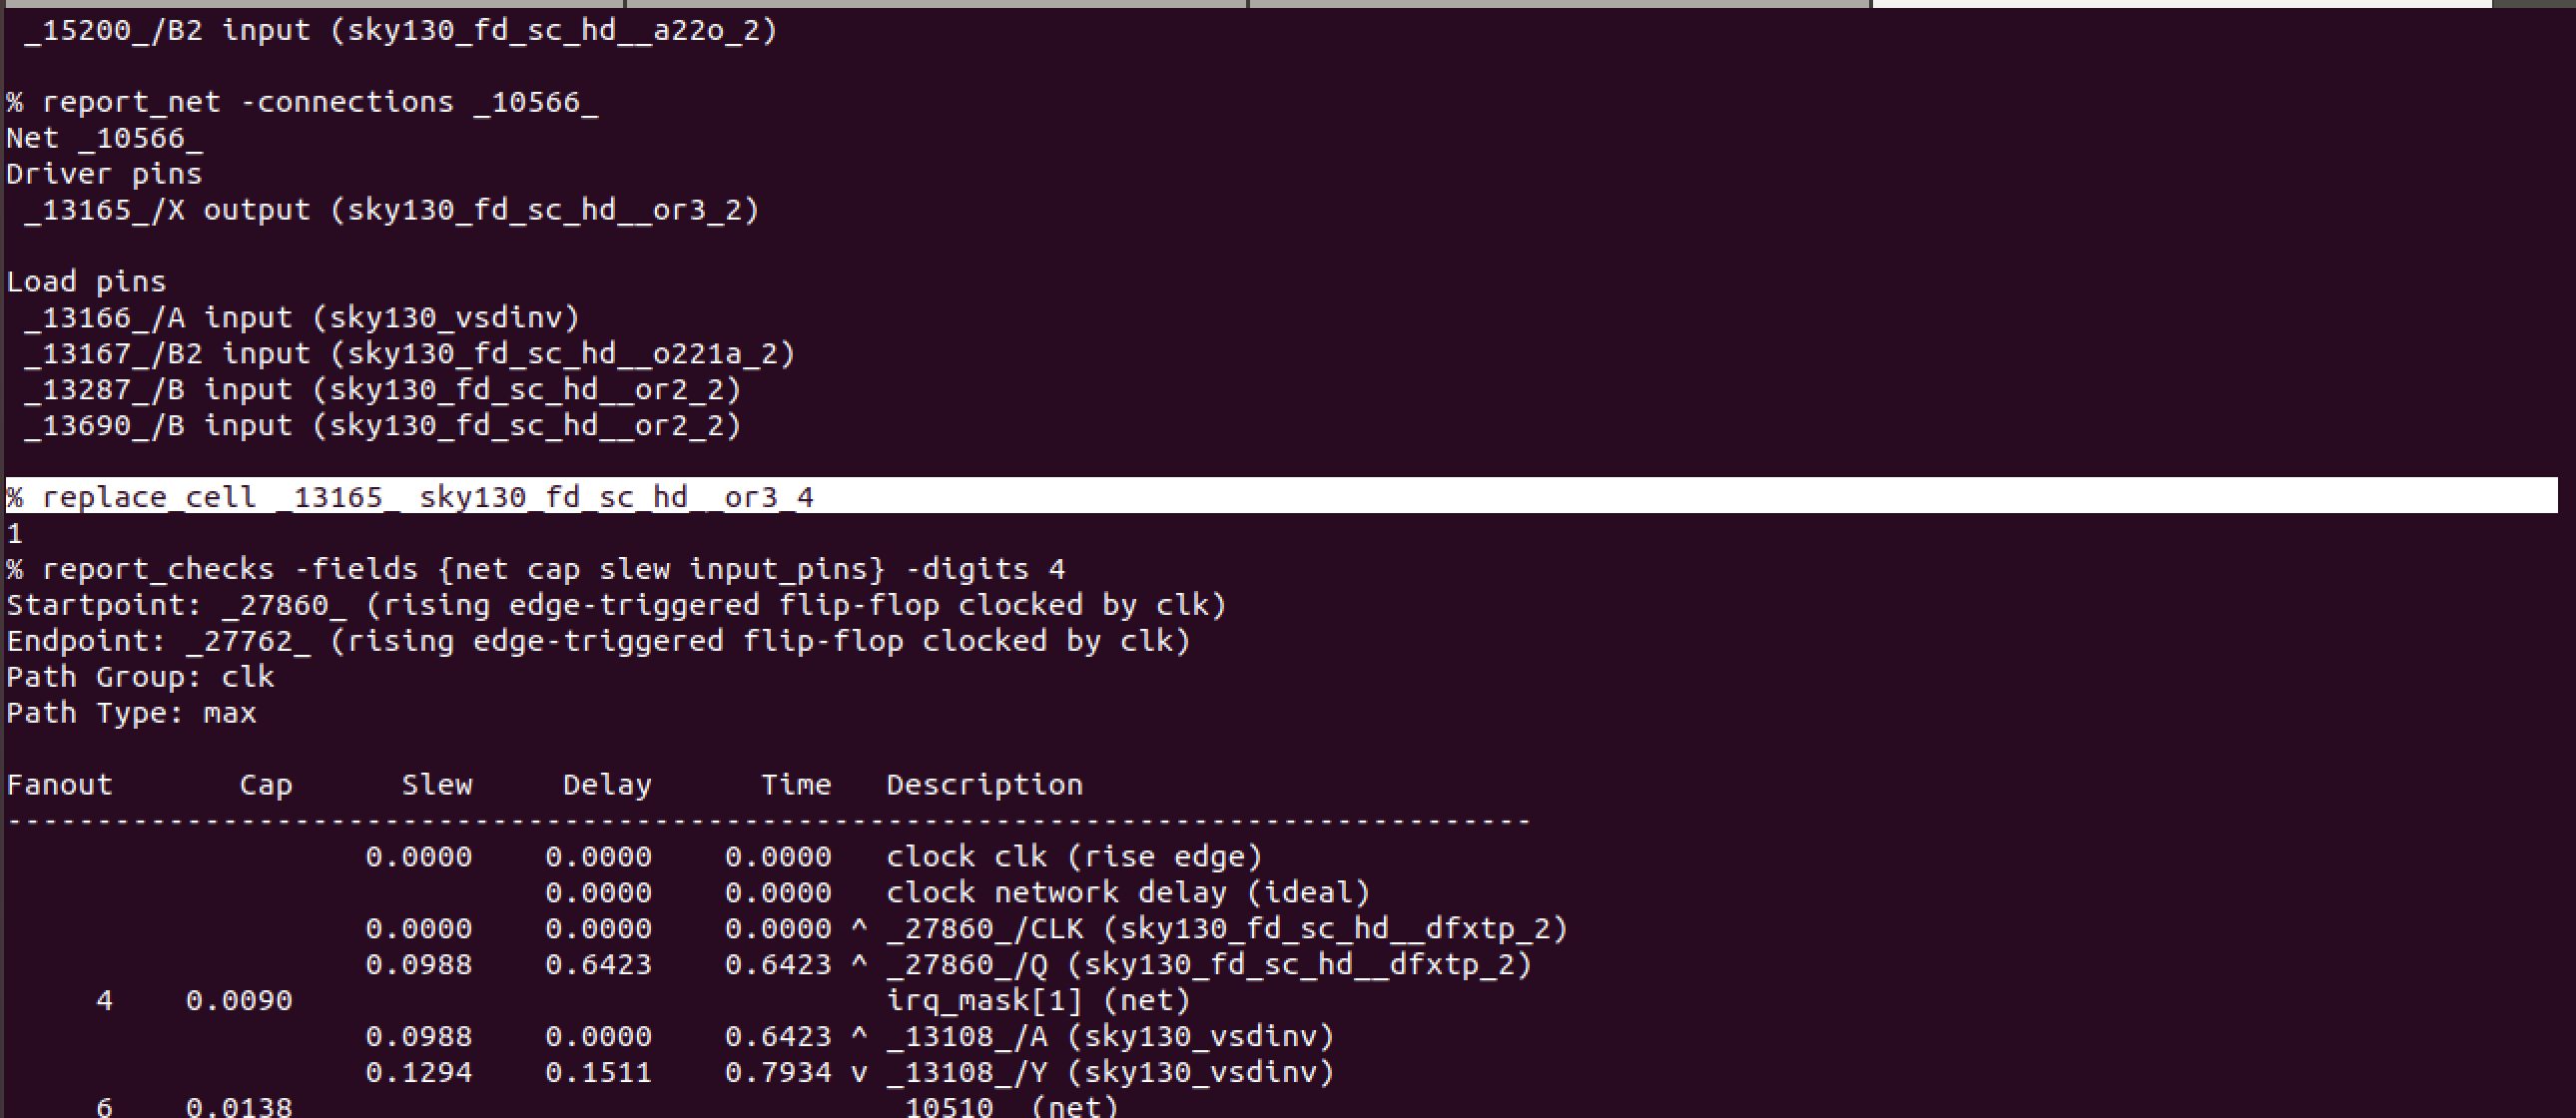 _15200_/B2 input (sky130_fd_sc_hd__a22o_2)
% report_net -connections _10566_
Net _10566_
Driver pins
_13165_/X output (sky130_fd_sc_hd__or3_2)
Load pins
_13166_/A input (sky130_vsdinv)
_13167_/B2 input (sky130_fd_sc_hd__o221a_2)
_13287_/B input (sky130_fd_sc_hd__or2_2)
_13690_/B input (sky130_fd_sc_hd__or2_2)
% replace_cell _13165_ sky130_fd_sc_hd__or3_4
1
% report_checks -fields {net cap slew input_pins} -digits 4
Startpoint: _27860_ (rising edge-triggered flip-flop clocked by clk)
Endpoint: _27762_ (rising edge-triggered flip-flop clocked by clk)
Path Group: clk
Path Type: max
Fanout Cap Slew Delay Time Description
-------------------------------------------------------------------------------------
0.0000 0.0000 0.0000 clock clk (rise edge)
0.0000 0.0000 clock network delay (ideal)
0.0000 0.0000 0.0000 ^ _27860_/CLK (sky130_fd_sc_hd__dfxtp_2)
0.0988 0.6423 0.6423 ^ _27860_/Q (sky130_fd_sc_hd__dfxtp_2)
4 0.0090 irq_mask[1] (net)
0.0988 0.0000 0.6423 ^ _13108_/A (sky130_vsdinv)
0.1294 0.1511 0.7934 v _13108_/Y (sky130_vsdinv)
6 0.0138 _10510_ (net)